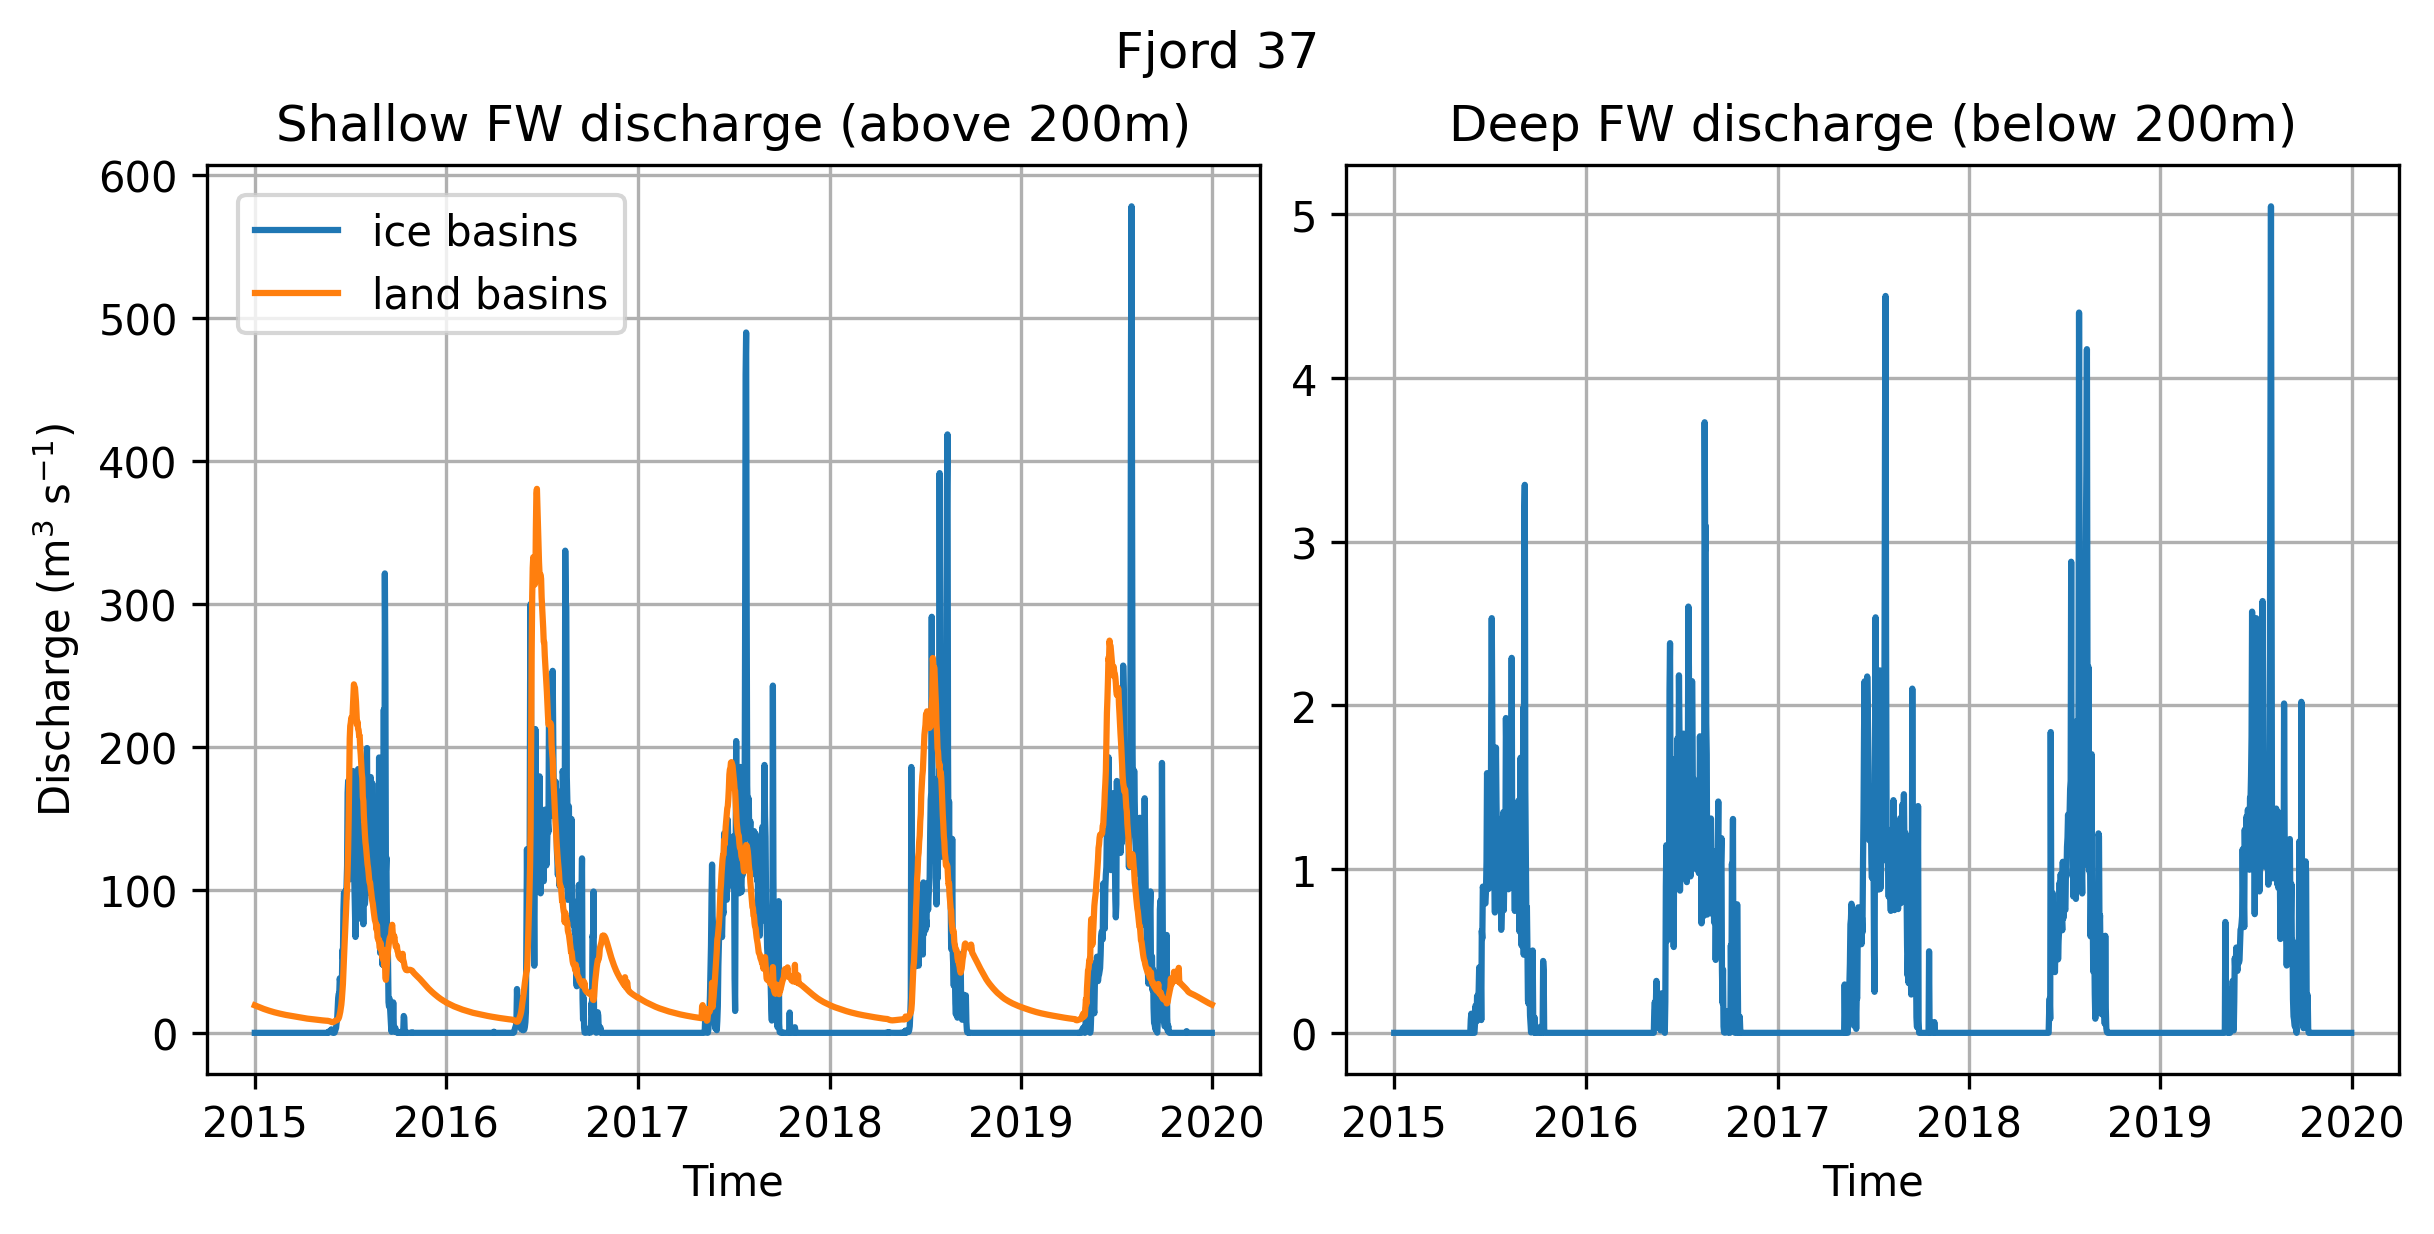 Fjord 37
Shallow FW discharge (above 200m)
Deep FW discharge (below 200m)
Discharge (m³ s⁻¹)
600
500
400
300
200
100
0
ice basins
land basins
2015 2016 2017 2018 2019 2020
Time
5
4
3
2
1
0
2015 2016 2017 2018 2019 2020
Time